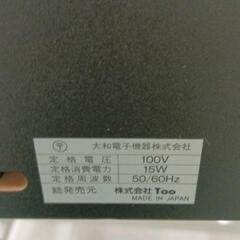 〒 大和電子機器株式会社
定格電圧 100V
定格消費電力 15W
定格周波数 50/60Hz
総発売元 株式会社 Too
MADE IN JAPAN